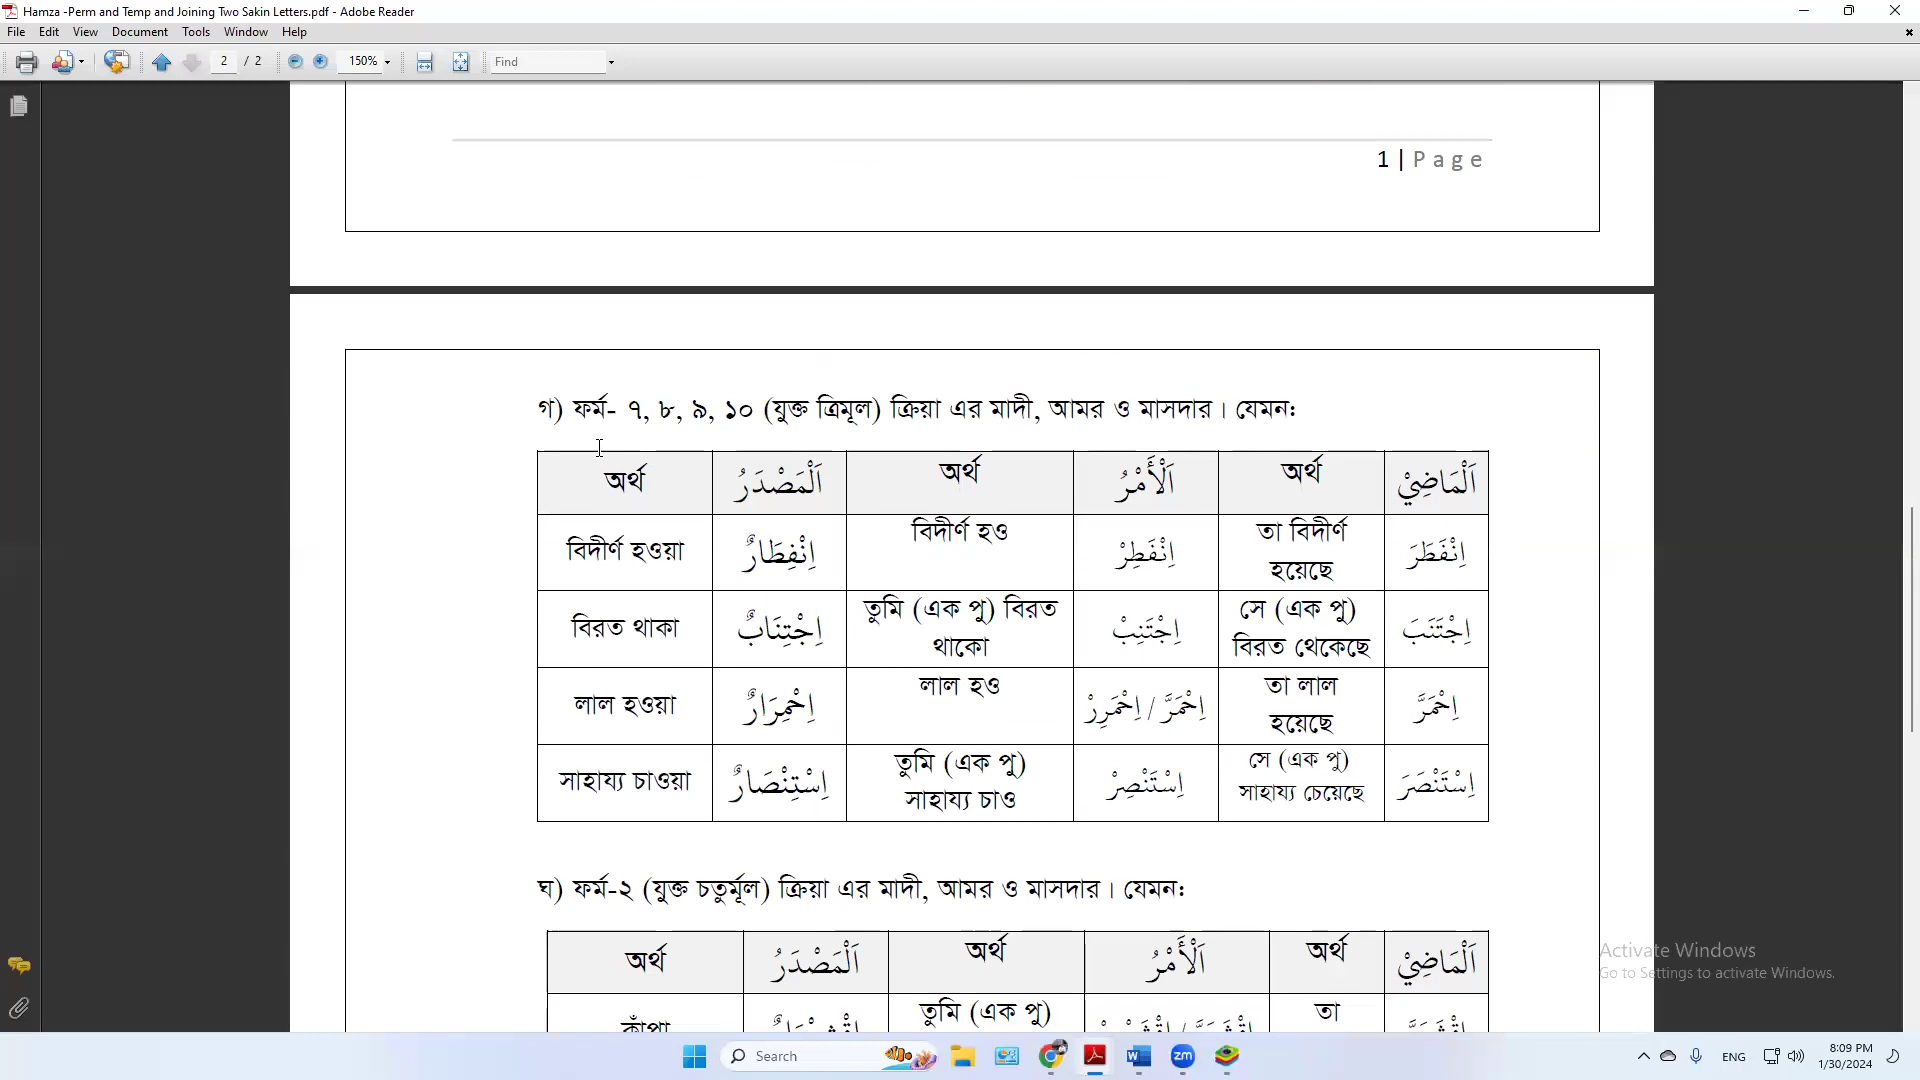 Hamza -Perm and Temp and Joining Two Sakin Letters.pdf - Adobe Reader
File Edit View Document Tools Window Help
2 / 2 150% Find
1 | Page
গ) ফর্ম- ৭, ৮, ৯, ১০ (যুক্ত ত্রিমূল) ক্রিয়া এর মাদী, আমর ও মাসদার। যেমন:
অর্থ اَلْمَصْدَرُ অর্থ اَلْأَمْرُ অর্থ اَلْمَاضِيْ
বিদীর্ণ হওয়া اِنْفِطَارٌ বিদীর্ণ হও اِنْفَطِرْ তা বিদীর্ণ হয়েছে اِنْفَطَرَ
বিরত থাকা اِجْتِنَابٌ তুমি (এক পু) বিরত থাকো اِجْتَنِبْ সে (এক পু) বিরত থেকেছে اِجْتَنَبَ
লাল হওয়া اِحْمِرَارٌ লাল হও اِحْمَرَّ / اِحْمَرِرْ তা লাল হয়েছে اِحْمَرَّ
সাহায্য চাওয়া اِسْتِنْصَارٌ তুমি (এক পু) সাহায্য চাও اِسْتَنْصِرْ সে (এক পু) সাহায্য চেয়েছে اِسْتَنْصَرَ
ঘ) ফর্ম-২ (যুক্ত চতুর্মূল) ক্রিয়া এর মাদী, আমর ও মাসদার। যেমন:
অর্থ اَلْمَصْدَرُ অর্থ اَلْأَمْرُ অর্থ اَلْمَاضِيْ
কাঁপা তুমি (এক পু) তা
Activate Windows
Go to Settings to activate Windows.
Search
ENG
8:09 PM
1/30/2024